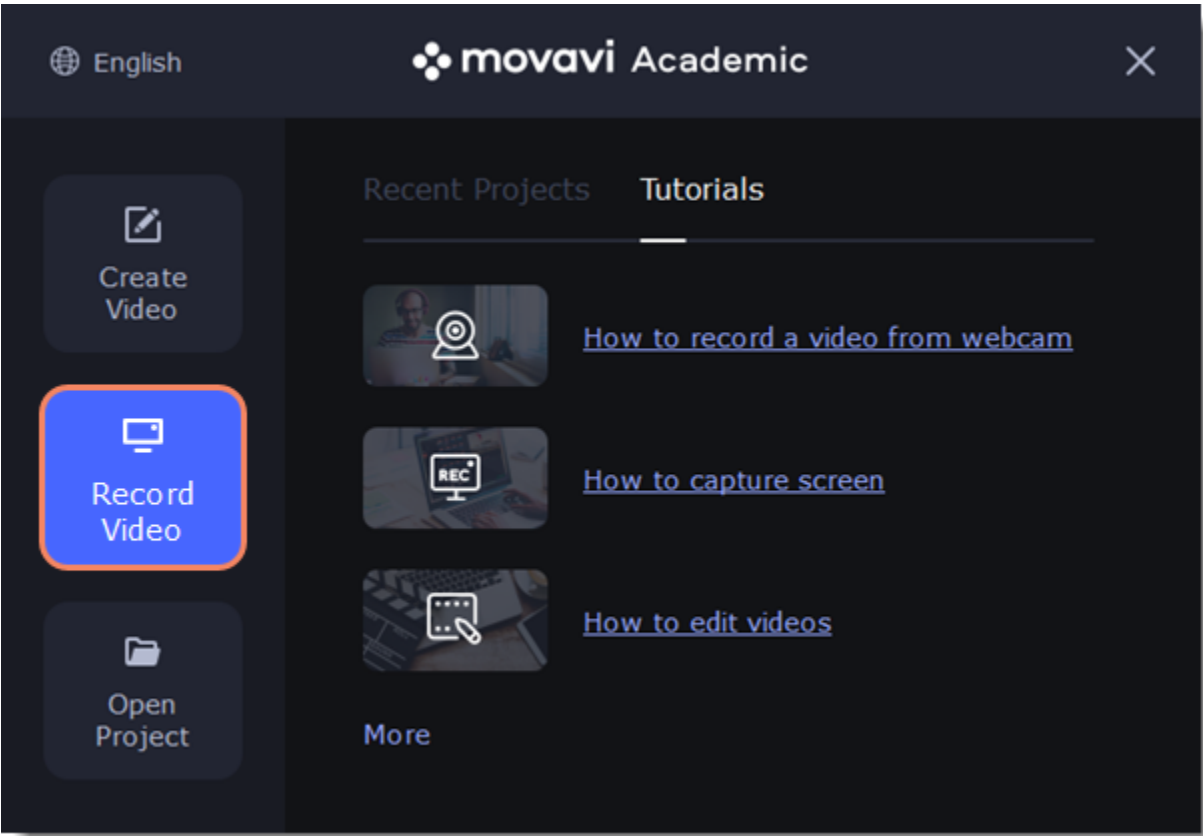 English
movavi Academic
Create
Video
Record
Video
Open
Project
Recent Projects
Tutorials
How to record a video from webcam
REC
How to capture screen
How to edit videos
More